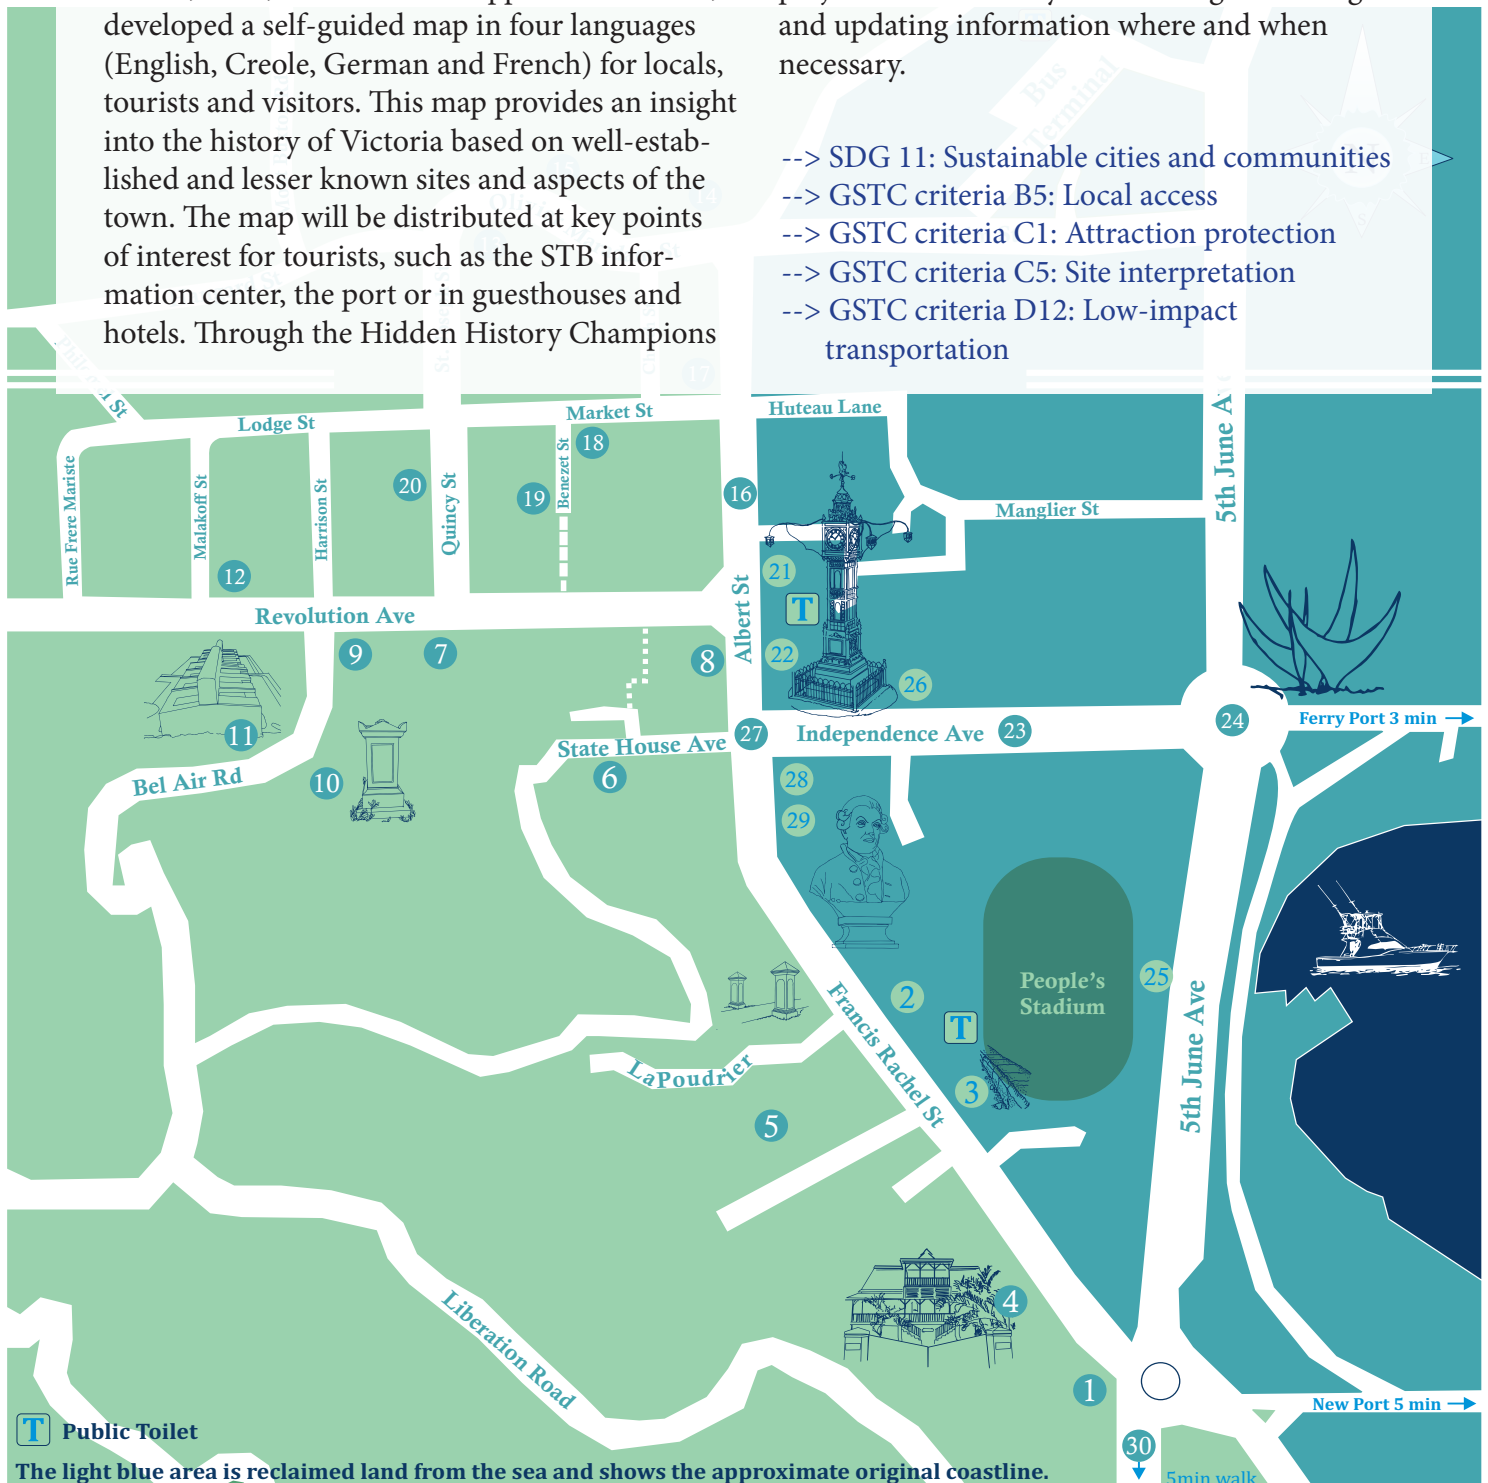 developed a self-guided map in four languages
(English, Creole, German and French) for locals,
tourists and visitors. This map provides an insight
into the history of Victoria based on well-estab-
lished and lesser known sites and aspects of the
town. The map will be distributed at key points
of interest for tourists, such as the STB infor-
mation center, the port or in guesthouses and
hotels. Through the Hidden History Champions
and updating information where and when
necessary.
--> SDG 11: Sustainable cities and communities
--> GSTC criteria B5: Local access
--> GSTC criteria C1: Attraction protection
--> GSTC criteria C5: Site interpretation
--> GSTC criteria D12: Low-impact
transportation
Bus
Terminal
14
17
Lodge St
Market St
Huteau Lane
5th June Ave
Rue Frere Mariste
Malakoff St
Harrison St
20
Quincy St
19
Benezet St
18
16
Manglier St
12
21
T
Albert St
Revolution Ave
9
7
8
22
26
11
Bel Air Rd
10
State House Ave
6
27
Independence Ave
23
24
Ferry Port 3 min
28
29
People's
Stadium
25
2
T
3
Francis Rachel St
LaPoudrier
5
5th June Ave
4
Liberation Road
1
New Port 5 min
30
5min walk
T Public Toilet
The light blue area is reclaimed land from the sea and shows the approximate original coastline.